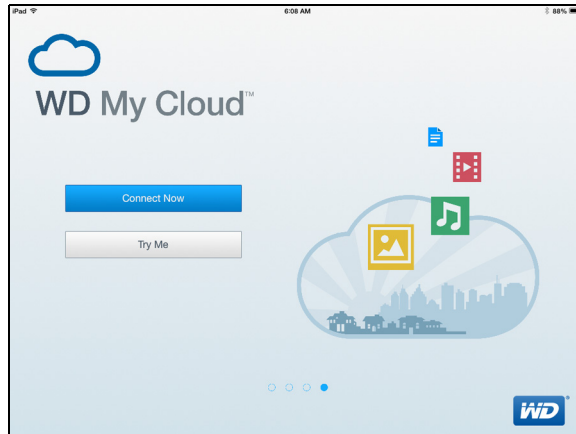 iPad
6:08 AM
88%
WD My Cloud™
Connect Now
Try Me
WD®